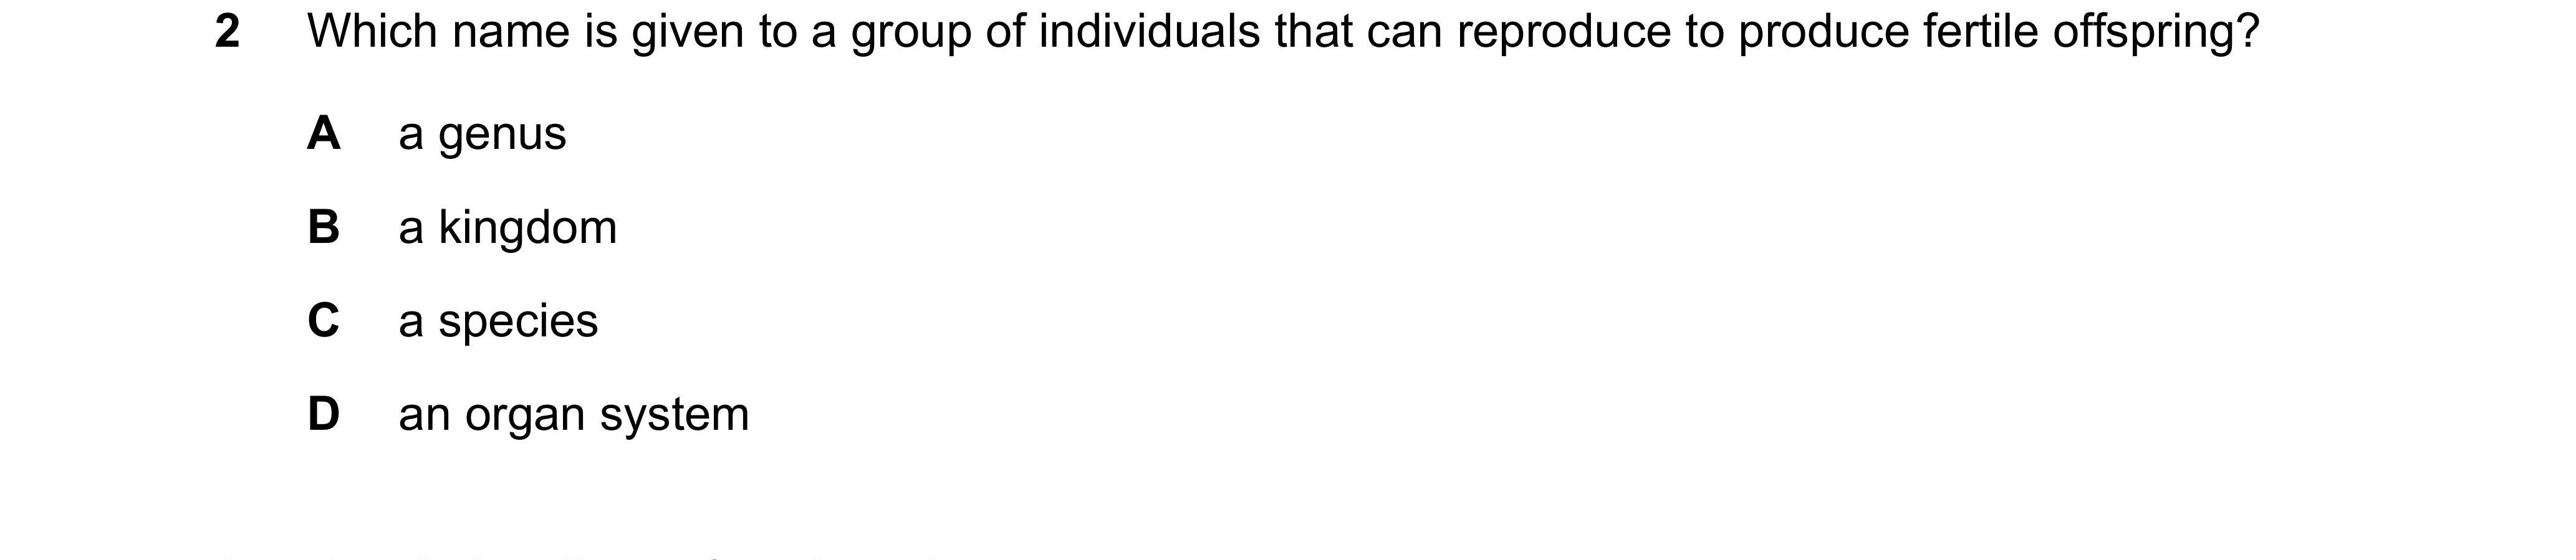 2 Which name is given to a group of individuals that can reproduce to produce fertile offspring?
A a genus
B a kingdom
C a species
D an organ system